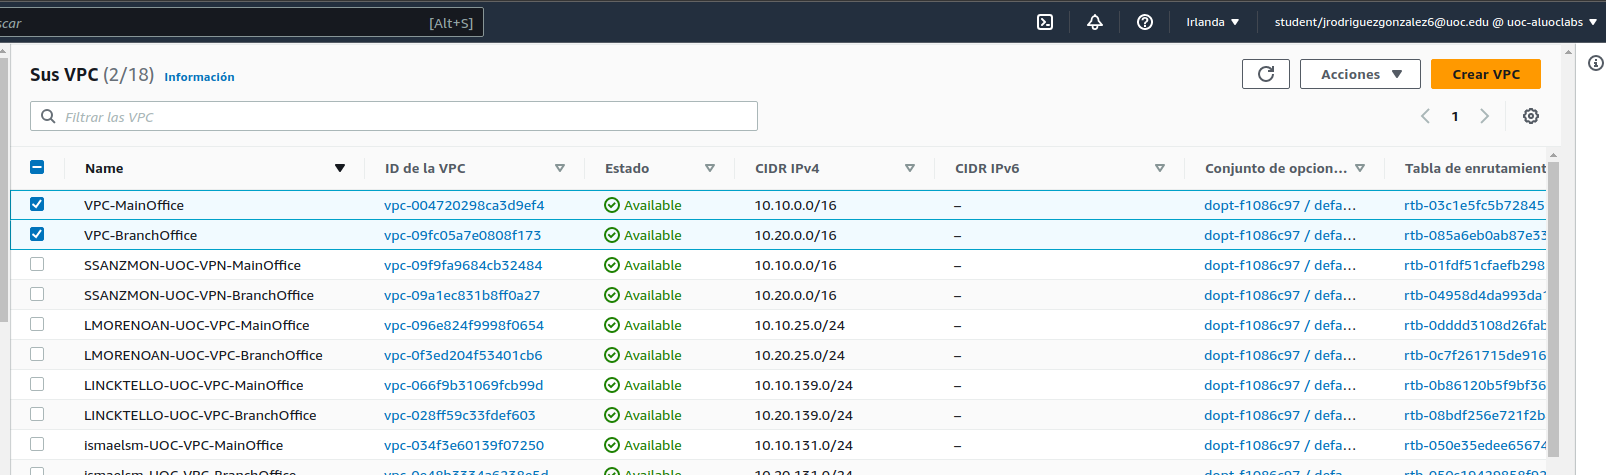 scar [Alt+S] Irlanda student/jrodriguezgonzalez6@uoc.edu @ uoc-aluoclabs
Sus VPC (2/18) Información Acciones Crear VPC
Filtrar las VPC 1
Name ID de la VPC Estado CIDR IPv4 CIDR IPv6 Conjunto de opcion... Tabla de enrutamient
VPC-MainOffice vpc-004720298ca3d9ef4 Available 10.10.0.0/16 – dopt-f1086c97 / defa... rtb-03c1e5fc5b72845
VPC-BranchOffice vpc-09fc05a7e0808f173 Available 10.20.0.0/16 – dopt-f1086c97 / defa... rtb-085a6eb0ab87e33
SSANZMON-UOC-VPN-MainOffice vpc-09f9fa9684cb32484 Available 10.10.0.0/16 – dopt-f1086c97 / defa... rtb-01fdf51cfaefb298
SSANZMON-UOC-VPN-BranchOffice vpc-09a1ec831b8ff0a27 Available 10.20.0.0/16 – dopt-f1086c97 / defa... rtb-04958d4da993da1
LMORENOAN-UOC-VPC-MainOffice vpc-096e824f9998f0654 Available 10.10.25.0/24 – dopt-f1086c97 / defa... rtb-0dddd3108d26fab
LMORENOAN-UOC-VPC-BranchOffice vpc-0f3ed204f53401cb6 Available 10.20.25.0/24 – dopt-f1086c97 / defa... rtb-0c7f261715de916
LINCKTELLO-UOC-VPC-MainOffice vpc-066f9b31069fcb99d Available 10.10.139.0/24 – dopt-f1086c97 / defa... rtb-0b86120b5f9bf36
LINCKTELLO-UOC-VPC-BranchOffice vpc-028ff59c33fdef603 Available 10.20.139.0/24 – dopt-f1086c97 / defa... rtb-08bdf256e721f2b
ismaelsm-UOC-VPC-MainOffice vpc-034f3e60139f07250 Available 10.10.131.0/24 – dopt-f1086c97 / defa... rtb-050e35edee65674
ismaelsm-UOC-VPC-BranchOffice Available 10.20.131.0/24 dopt-f1086c97 / defa...